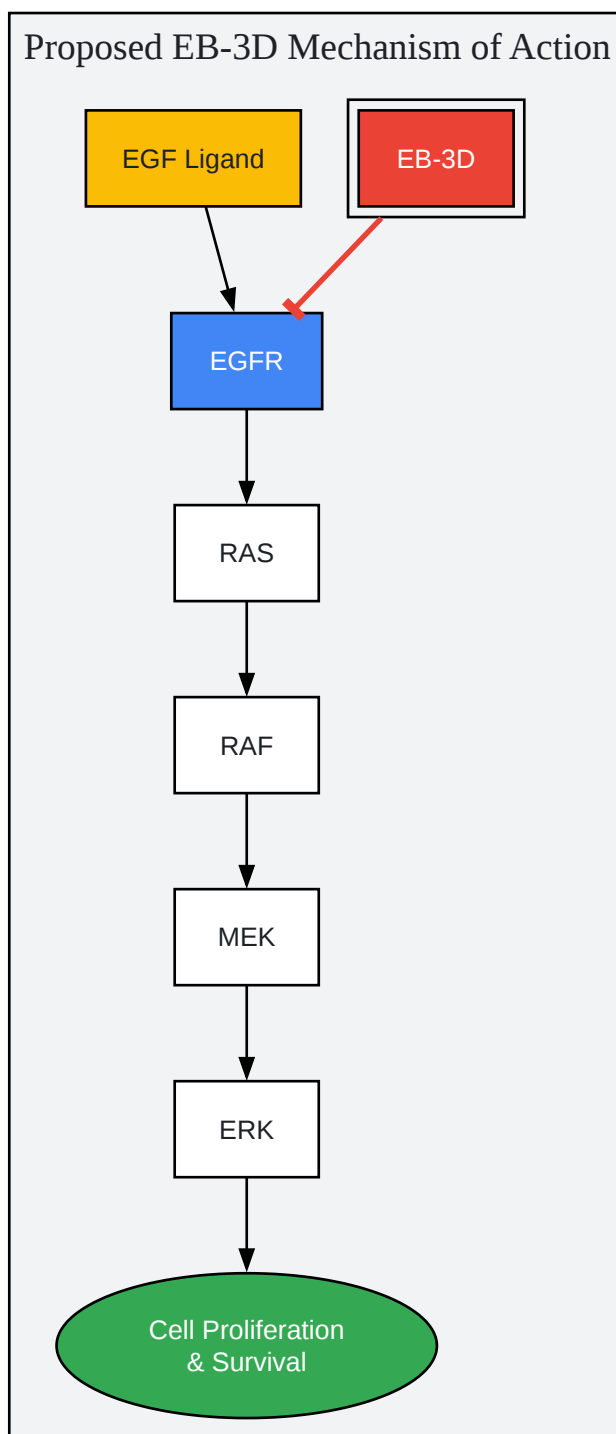 Proposed EB-3D Mechanism of Action
EGF Ligand
EB-3D
EGFR
RAS
RAF
MEK
ERK
Cell Proliferation
& Survival